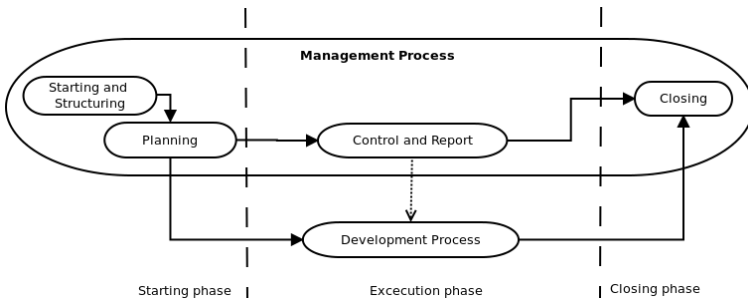 Management Process
Starting and
Structuring
Closing
Planning
Control and Report
Development Process
Starting phase
Excecution phase
Closing phase